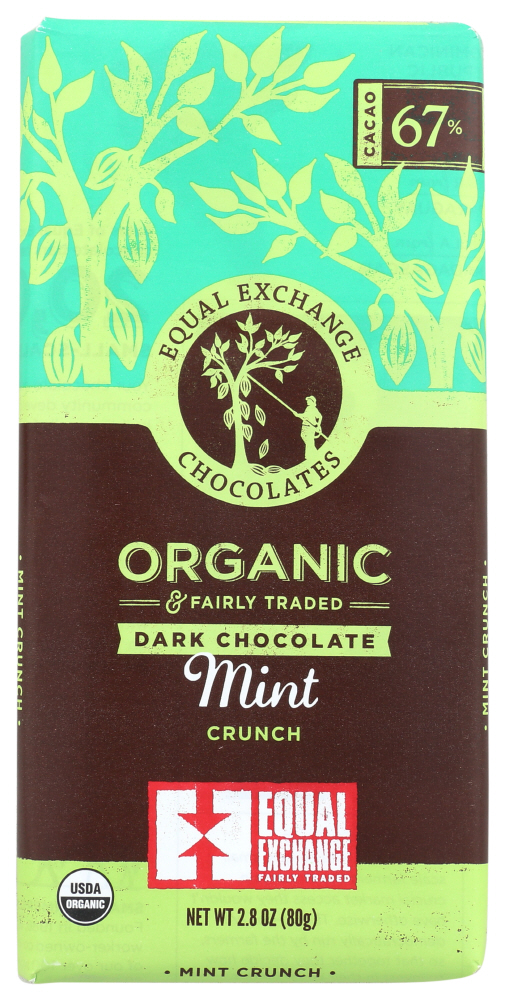 CACAO
67%
EQUAL EXCHANGE
CHOCOLATES
ORGANIC
& FAIRLY TRADED
DARK CHOCOLATE
Mint
CRUNCH
• MINT CRUNCH •
• MINT CRUNCH •
EQUAL
EXCHANGE
FAIRLY TRADED
USDA
ORGANIC
NET WT 2.8 OZ (80g)
• MINT CRUNCH •